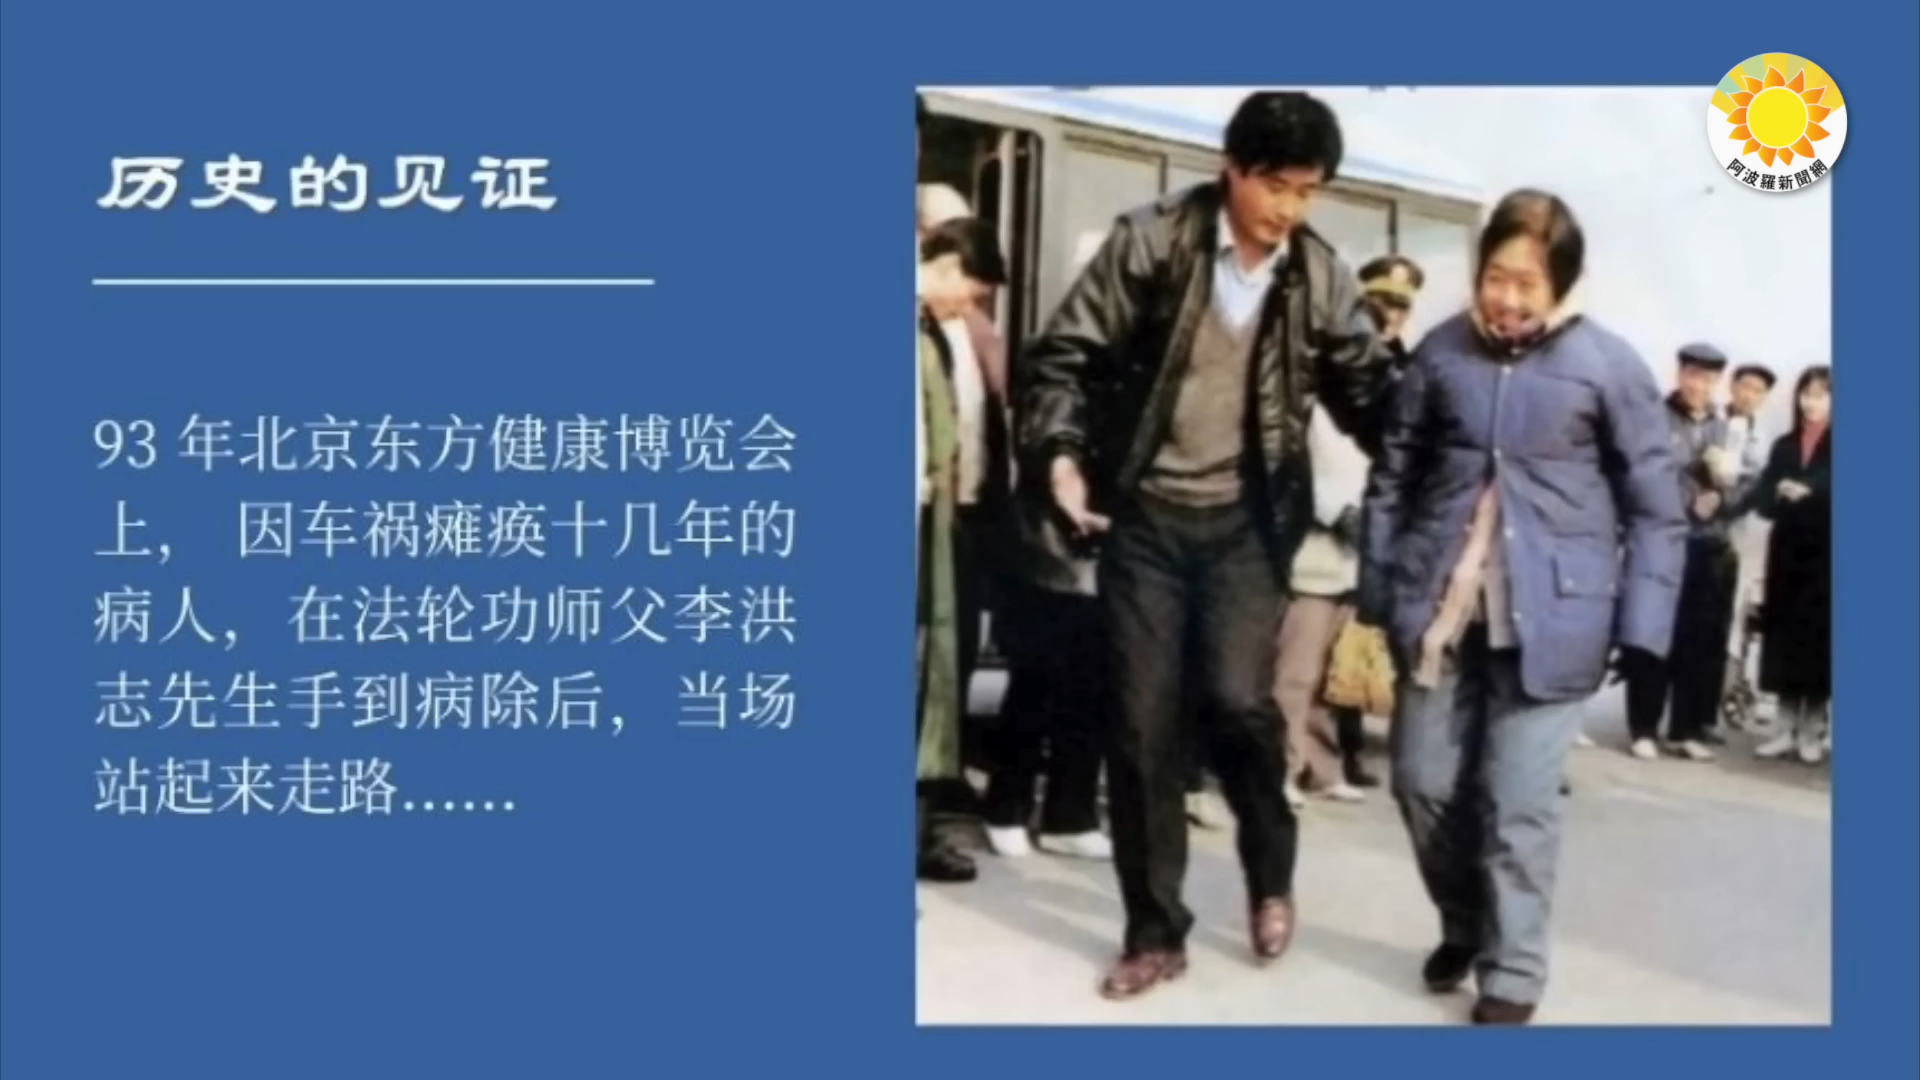 历史的见证
93 年北京东方健康博览会
上， 因车祸瘫痪十几年的
病人，在法轮功师父李洪
志先生手到病除后，当场
站起来走路......
阿波羅新聞網